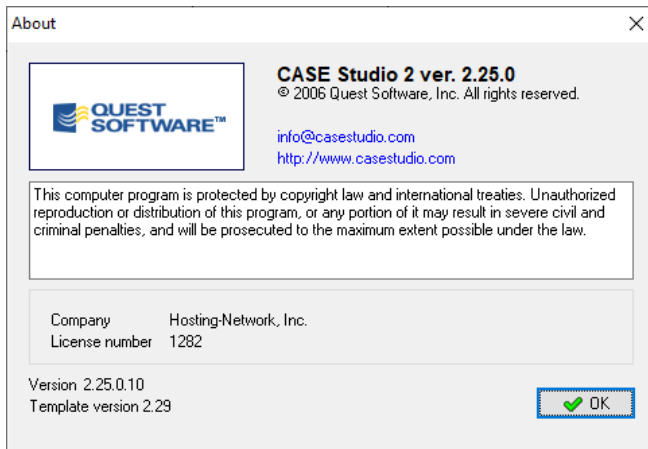 About
QUEST
SOFTWARE™
CASE Studio 2 ver. 2.25.0
© 2006 Quest Software, Inc. All rights reserved.
info@casestudio.com
http://www.casestudio.com
This computer program is protected by copyright law and international treaties. Unauthorized
reproduction or distribution of this program, or any portion of it may result in severe civil and
criminal penalties, and will be prosecuted to the maximum extent possible under the law.
Company Hosting-Network, Inc.
License number 1282
Version 2.25.0.10
Template version 2.29
OK